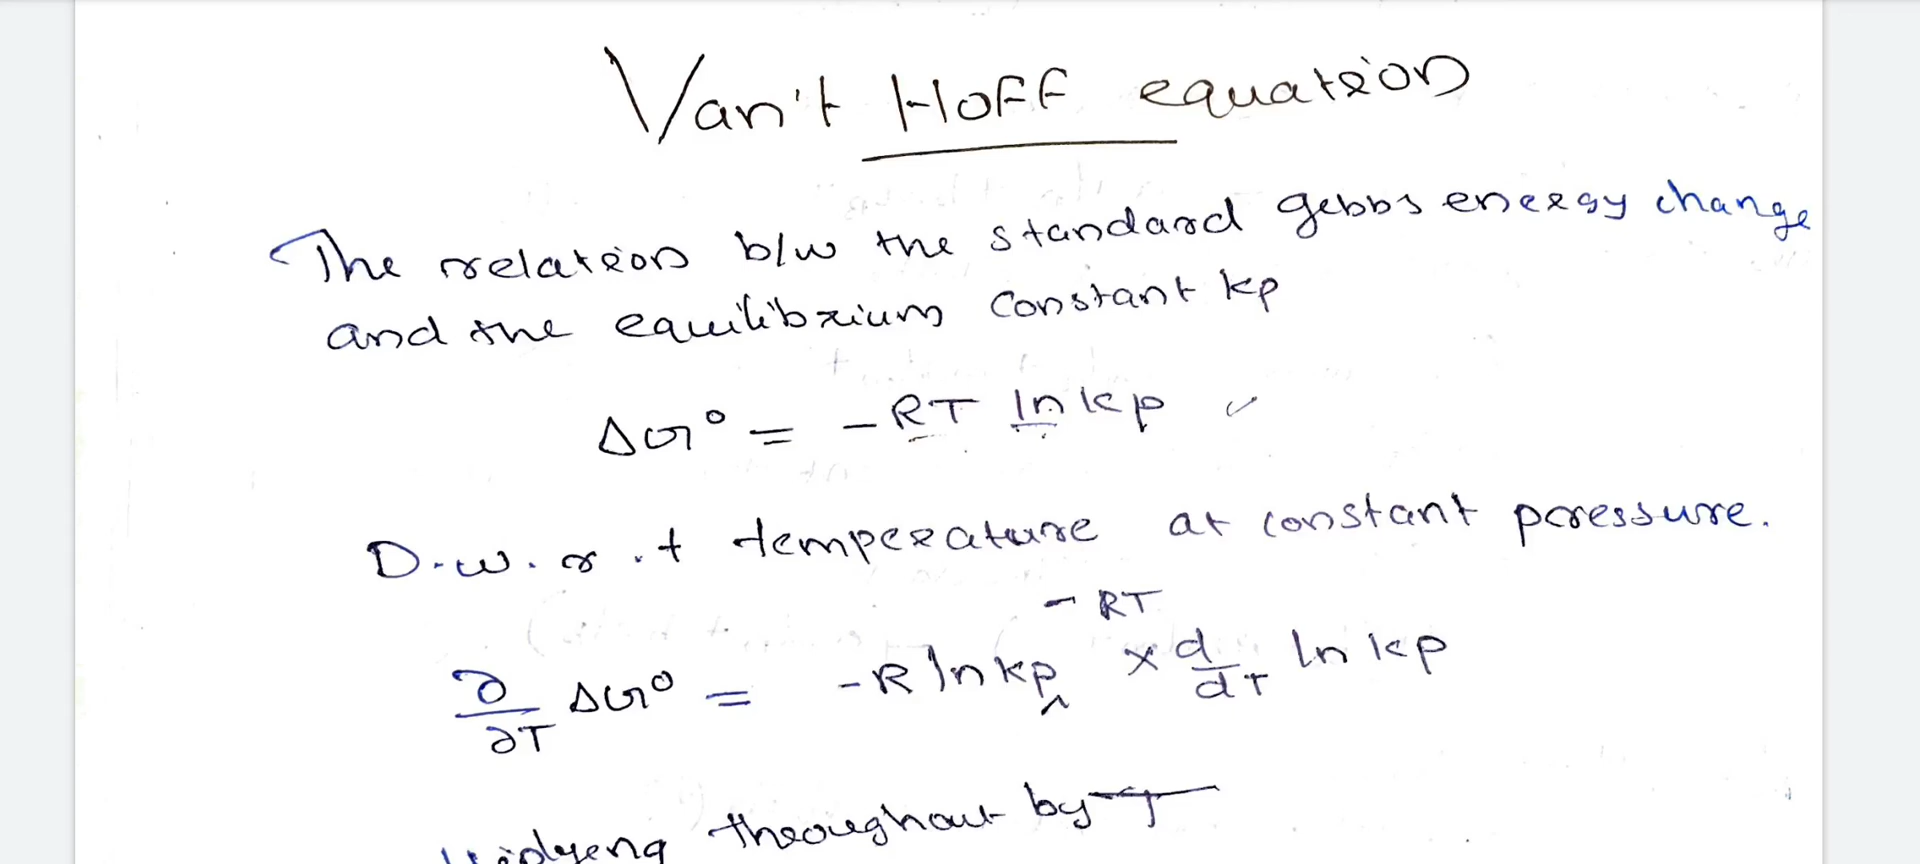 Van't Hoff equation
The relation b/w the standard gibbs energy change
and the equilibrium constant kp
ΔG° = -RT ln kp ✓
D.w.r.t temperature at constant pressure.
- RT
∂/∂T ΔG° = -R ln kp ^ x d/dT ln kp
throughout by T